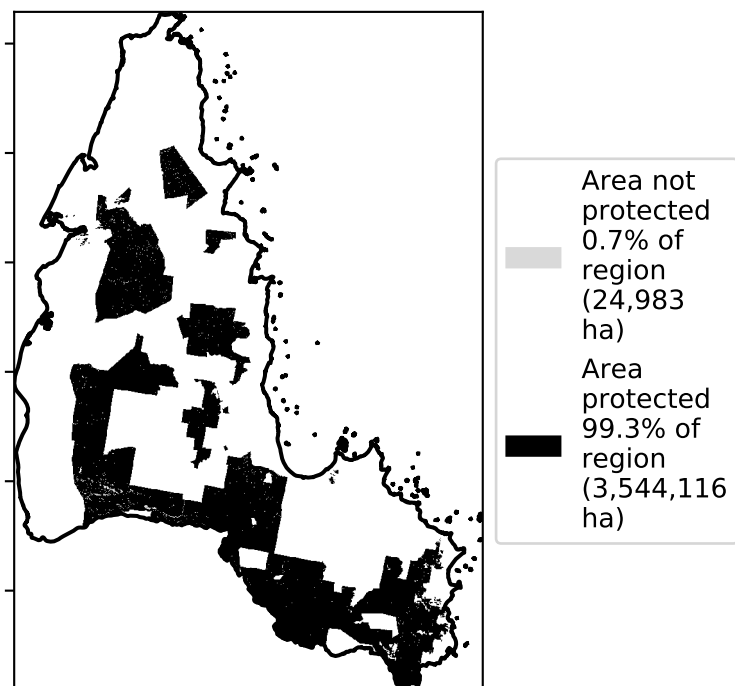 Area not
protected
0.7% of
region
(24,983
ha)
Area
protected
99.3% of
region
(3,544,116
ha)